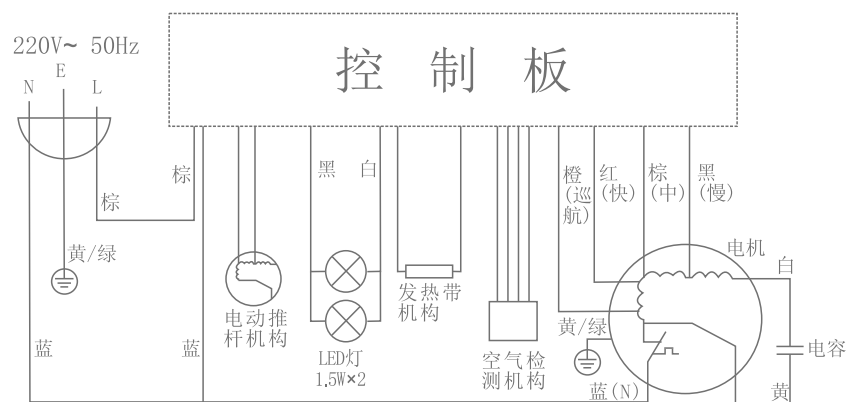 控制板
220V~ 50Hz
E
N
L
棕
棕
黄/绿
蓝
蓝
电动推
杆机构
黑
白
LED灯
1.5W×2
发热带
机构
空气检
测机构
橙
(巡
航)
红
(快)
棕
(中)
黑
(慢)
电机
白
黄/绿
蓝(N)
电容
黄